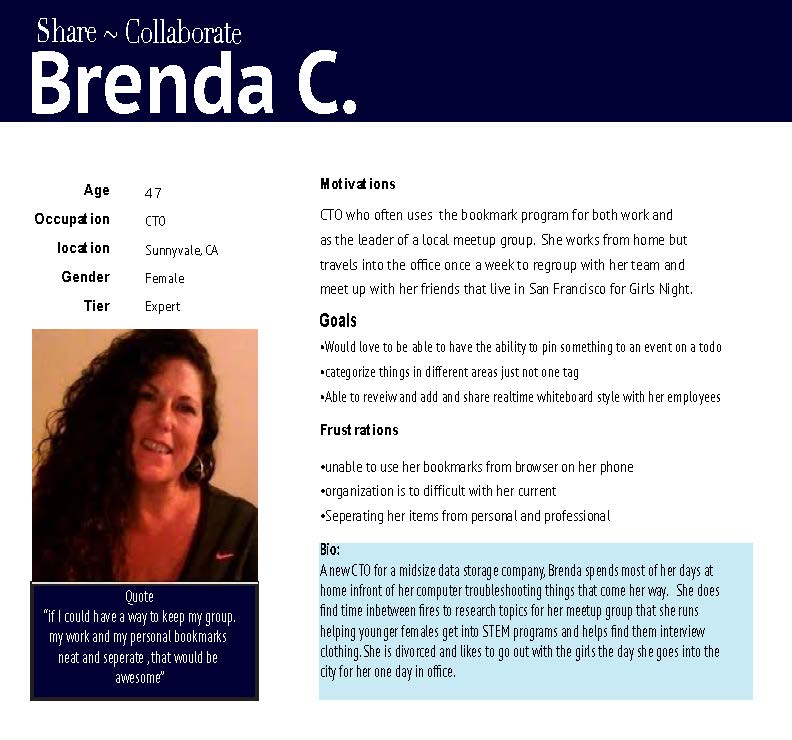 Share ~ Collaborate
Brenda C.
Age 47
Occupation CTO
location Sunnyvale, CA
Gender Female
Tier Expert
Quote
"if I could have a way to keep my group.
my work and my personal bookmarks
neat and seperate , that would be
awesome"
Motivations
CTO who often uses the bookmark program for both work and
as the leader of a local meetup group. She works from home but
travels into the office once a week to regroup with her team and
meet up with her friends that live in San Francisco for Girls Night.
Goals
•Would love to be able to have the ability to pin something to an event on a todo
•categorize things in different areas just not one tag
•Able to reveiw and add and share realtime whiteboard style with her employees
Frustrations
•unable to use her bookmarks from browser on her phone
•organization is to difficult with her current
•Seperating her items from personal and professional
Bio:
A new CTO for a midsize data storage company, Brenda spends most of her days at
home infront of her computer troubleshooting things that come her way. She does
find time inbetween fires to research topics for her meetup group that she runs
helping younger females get into STEM programs and helps find them interview
clothing. She is divorced and likes to go out with the girls the day she goes into the
city for her one day in office.